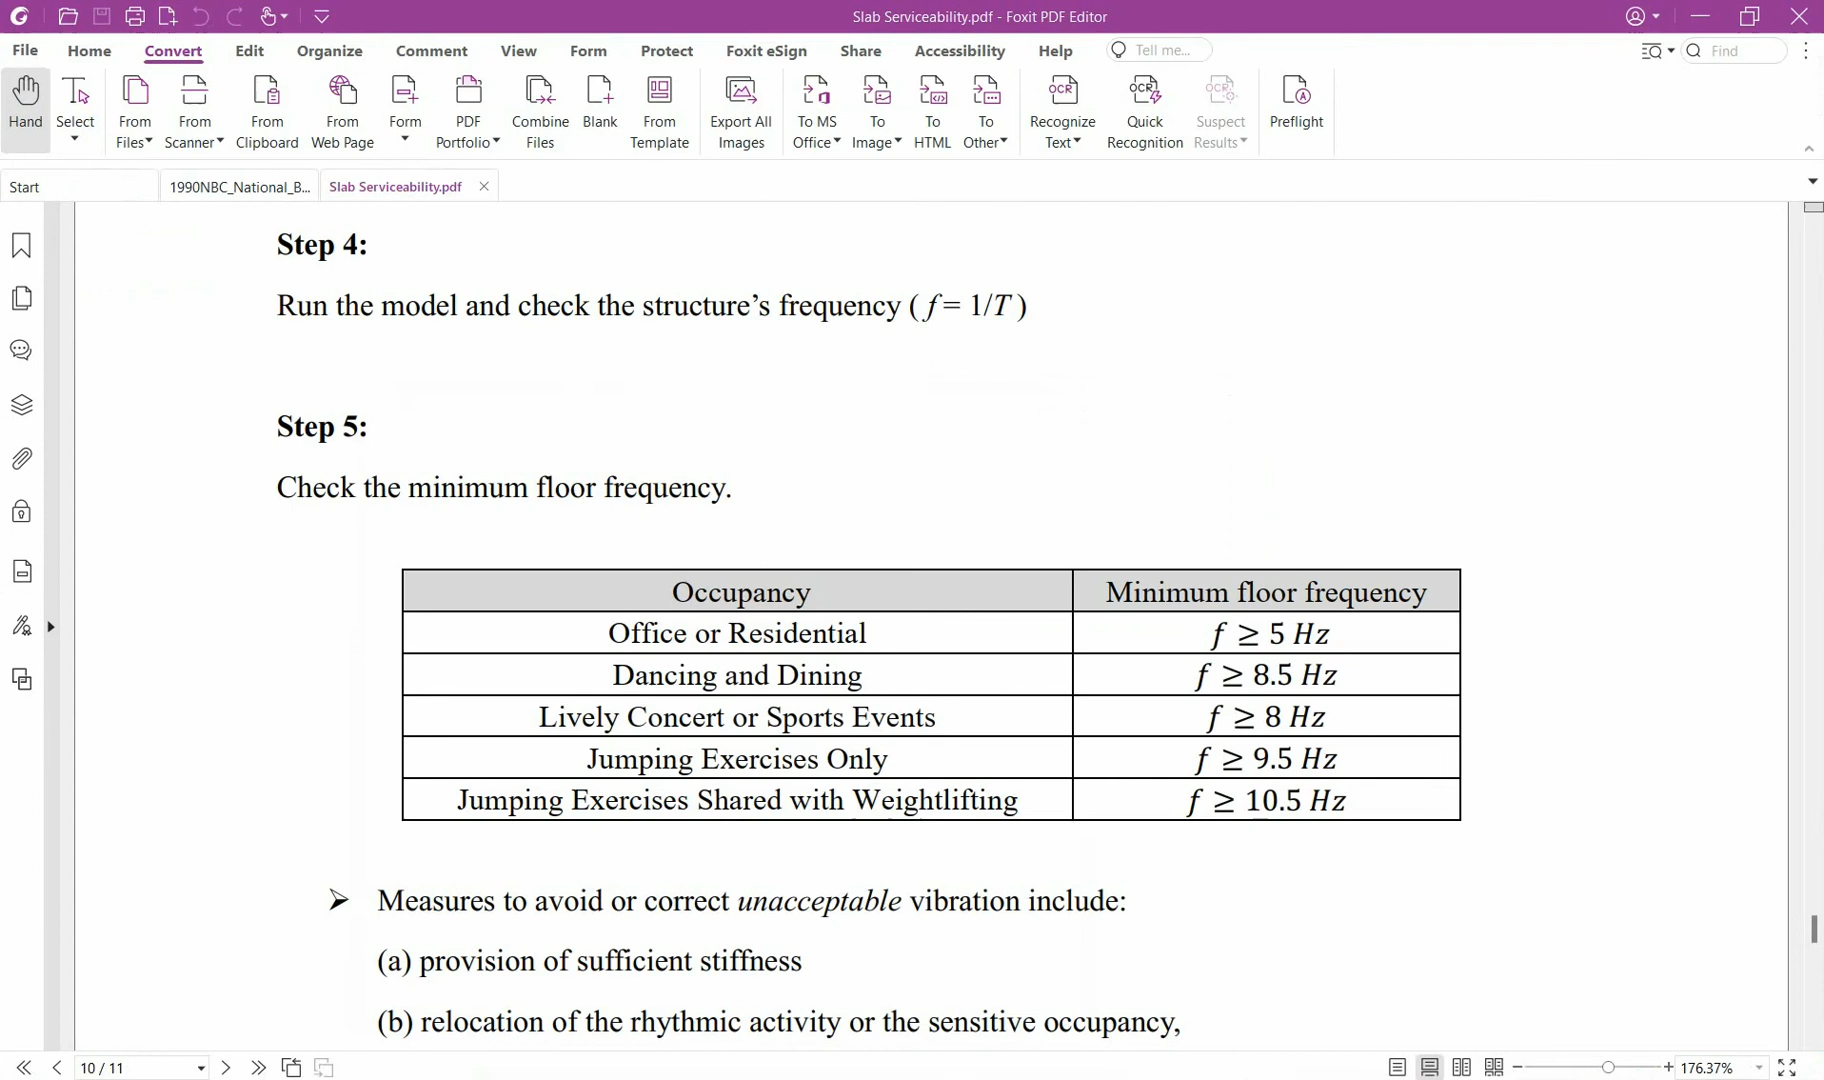 Slab Serviceability.pdf - Foxit PDF Editor
File Home Convert Edit Organize Comment View Form Protect Foxit eSign Share Accessibility Help Tell me... Find
Hand
Select
From Files
From Scanner
From Clipboard
From Web Page
Form
PDF Portfolio
Combine Files
Blank
From Template
Export All Images
To MS Office
To Image
To HTML
To Other
OCR
Recognize Text
OCR
Quick Recognition
OCR
Suspect Results
Preflight
Start 1990NBC_National_B... Slab Serviceability.pdf
Step 4:
Run the model and check the structure’s frequency ( f= 1/T )
Step 5:
Check the minimum floor frequency.
Occupancy Minimum floor frequency
Office or Residential f ≥ 5 Hz
Dancing and Dining f ≥ 8.5 Hz
Lively Concert or Sports Events f ≥ 8 Hz
Jumping Exercises Only f ≥ 9.5 Hz
Jumping Exercises Shared with Weightlifting f ≥ 10.5 Hz
➢ Measures to avoid or correct unacceptable vibration include:
(a) provision of sufficient stiffness
(b) relocation of the rhythmic activity or the sensitive occupancy,
10 / 11 176.37%